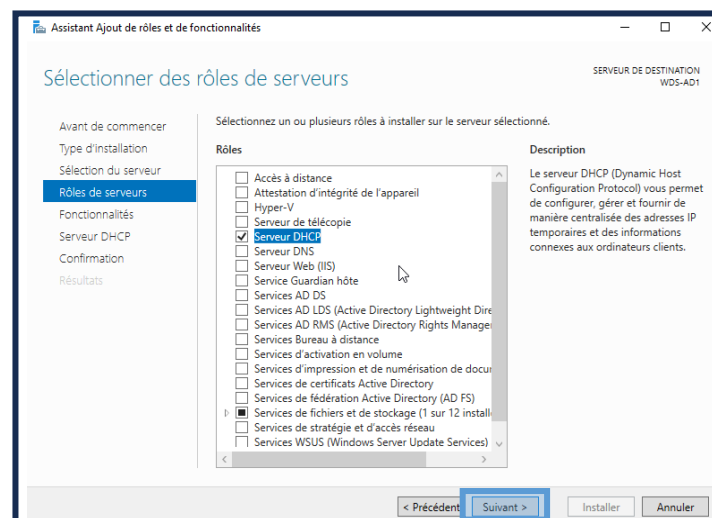 Assistant Ajout de rôles et de fonctionnalités
Sélectionner des rôles de serveurs
SERVEUR DE DESTINATION
WDS-AD1
Avant de commencer
Type d'installation
Sélection du serveur
Rôles de serveurs
Fonctionnalités
Serveur DHCP
Confirmation
Résultats
Sélectionnez un ou plusieurs rôles à installer sur le serveur sélectionné.
Rôles
Accès à distance
Attestation d'intégrité de l'appareil
Hyper-V
Serveur de télécopie
Serveur DHCP
Serveur DNS
Serveur Web (IIS)
Service Guardian hôte
Services AD DS
Services AD LDS (Active Directory Lightweight Dire
Services AD RMS (Active Directory Rights Manage
Services Bureau à distance
Services d'activation en volume
Services d'impression et de numérisation de docu
Services de certificats Active Directory
Services de fédération Active Directory (AD FS)
Services de fichiers et de stockage (1 sur 12 install
Services de stratégie et d'accès réseau
Services WSUS (Windows Server Update Services)
Description
Le serveur DHCP (Dynamic Host
Configuration Protocol) vous permet
de configurer, gérer et fournir de
manière centralisée des adresses IP
temporaires et des informations
connexes aux ordinateurs clients.
< Précédent
Suivant >
Installer
Annuler